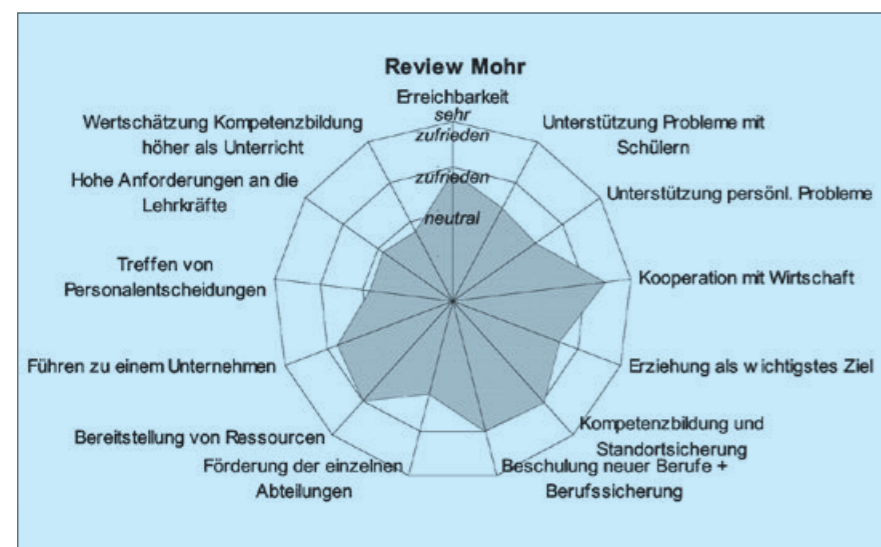 Review Mohr
Erreichbarkeit
sehr
zufrieden
zufrieden
neutral
Unterstützung Probleme mit
Schülern
Unterstützung persönl. Probleme
Kooperation mit Wirtschaft
Erziehung als wichtigstes Ziel
Kompetenzbildung und
Standortsicherung
Beschulung neuer Berufe +
Berufssicherung
Förderung der einzelnen
Abteilungen
Bereitstellung von Ressourcen
Führen zu einem Unternehmen
Treffen von
Personalentscheidungen
Hohe Anforderungen an die
Lehrkräfte
Wertschätzung Kompetenzbildung
höher als Unterricht